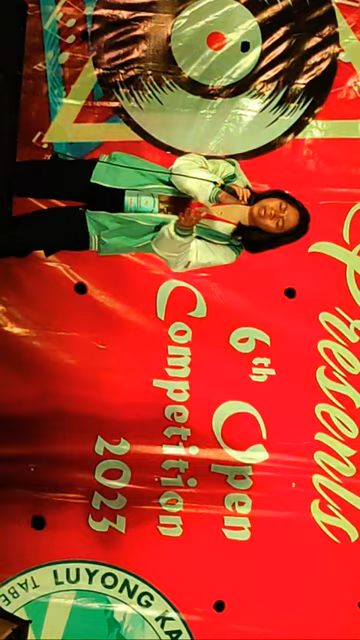 Presents
6th Open
Competition
2023
LUYONG KA
TABE